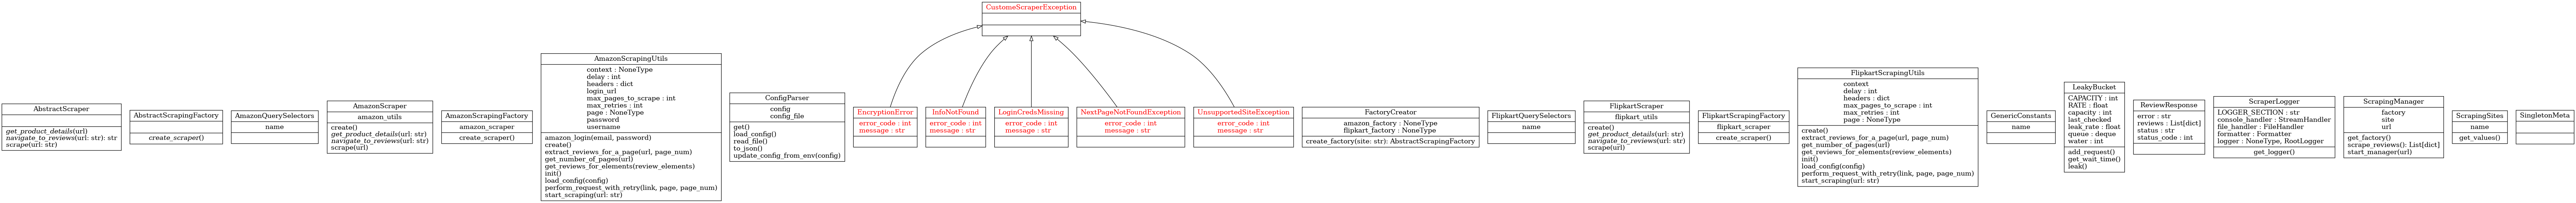 CustomeScraperException
AbstractScraper
get_product_details(url)
navigate_to_reviews(url: str): str
scrape(url: str)
AbstractScrapingFactory
create_scraper()
AmazonQuerySelectors
name
AmazonScraper
amazon_utils
create()
get_product_details(url: str)
navigate_to_reviews(url: str)
scrape(url)
AmazonScrapingFactory
amazon_scraper
create_scraper()
AmazonScrapingUtils
context : NoneType
delay : int
headers : dict
login_url
max_pages_to_scrape : int
max_retries : int
page : NoneType
password
username
amazon_login(email, password)
create()
extract_reviews_for_a_page(url, page_num)
get_number_of_pages(url)
get_reviews_for_elements(review_elements)
init()
load_config(config)
perform_request_with_retry(link, page, page_num)
start_scraping(url: str)
ConfigParser
config
config_file
get()
load_config()
read_file()
to_json()
update_config_from_env(config)
EncryptionError
error_code : int
message : str
InfoNotFound
error_code : int
message : str
LoginCredsMissing
error_code : int
message : str
NextPageNotFoundException
error_code : int
message : str
UnsupportedSiteException
error_code : int
message : str
FactoryCreator
amazon_factory : NoneType
flipkart_factory : NoneType
create_factory(site: str): AbstractScrapingFactory
FlipkartQuerySelectors
name
FlipkartScraper
flipkart_utils
create()
get_product_details(url: str)
navigate_to_reviews(url: str)
scrape(url)
FlipkartScrapingFactory
flipkart_scraper
create_scraper()
FlipkartScrapingUtils
context
delay : int
headers : dict
max_pages_to_scrape : int
max_retries : int
page : NoneType
create()
extract_reviews_for_a_page(url, page_num)
get_number_of_pages(url)
get_reviews_for_elements(review_elements)
init()
load_config(config)
perform_request_with_retry(link, page, page_num)
start_scraping(url: str)
GenericConstants
name
LeakyBucket
CAPACITY : int
RATE : float
capacity : int
last_checked
leak_rate : float
queue : deque
water : int
add_request()
get_wait_time()
leak()
ReviewResponse
error : str
reviews : List[dict]
status : str
status_code : int
ScraperLogger
LOGGER_SECTION : str
console_handler : StreamHandler
file_handler : FileHandler
formatter : Formatter
logger : NoneType, RootLogger
get_logger()
ScrapingManager
factory
site
url
get_factory()
scrape_reviews(): List[dict]
start_manager(url)
ScrapingSites
name
get_values()
SingletonMeta